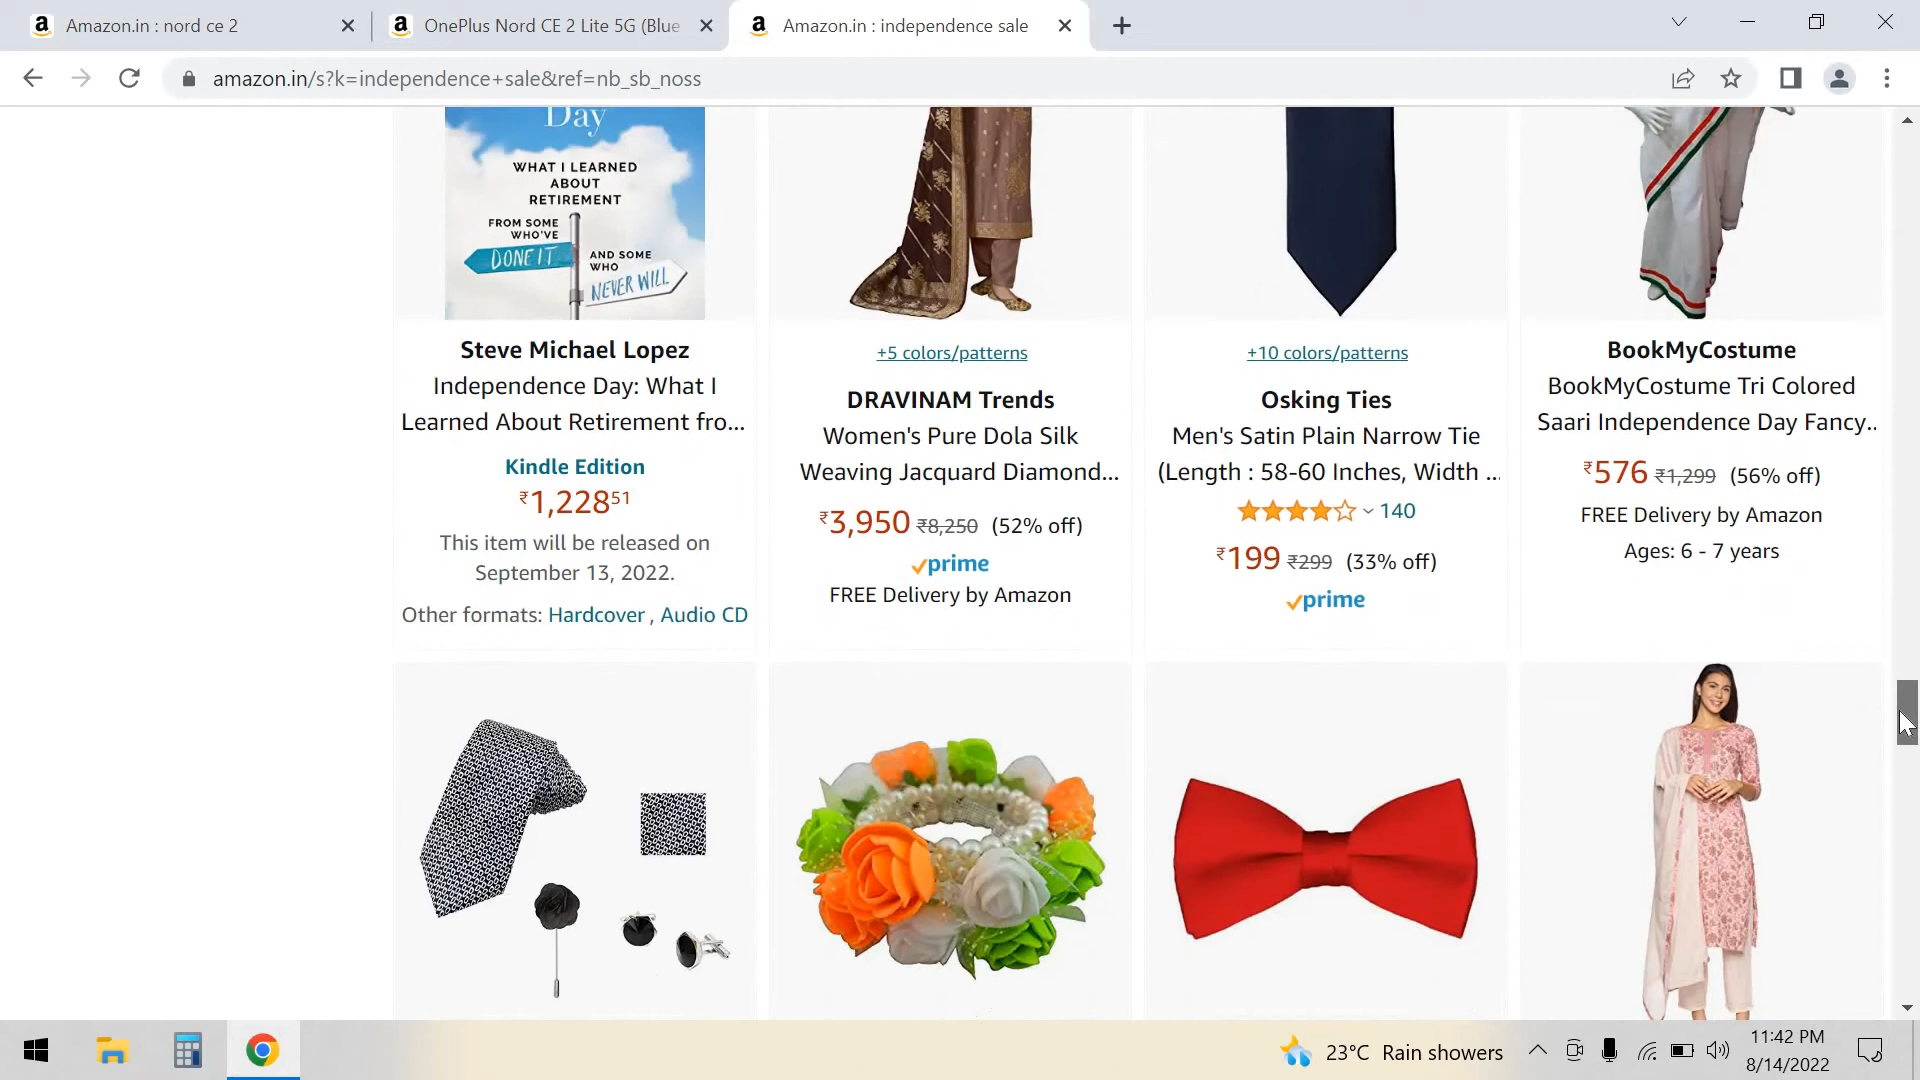 Amazon.in : nord ce 2
OnePlus Nord CE 2 Lite 5G (Blue
Amazon.in : independence sale
amazon.in/s?k=independence+sale&ref=nb_sb_noss
Day
WHAT I LEARNED
ABOUT
RETIREMENT
FROM SOME
WHO'VE
DONE IT
AND SOME
WHO
NEVER WILL
Steve Michael Lopez
Independence Day: What I
Learned About Retirement fro...
Kindle Edition
₹1,22851
This item will be released on
September 13, 2022.
Other formats: Hardcover , Audio CD
+5 colors/patterns
DRAVINAM Trends
Women's Pure Dola Silk
Weaving Jacquard Diamond...
₹3,950 ₹8,250 (52% off)
prime
FREE Delivery by Amazon
+10 colors/patterns
Osking Ties
Men's Satin Plain Narrow Tie
(Length : 58-60 Inches, Width ...
140
₹199 ₹299 (33% off)
prime
BookMyCostume
BookMyCostume Tri Colored
Saari Independence Day Fancy..
₹576 ₹1,299 (56% off)
FREE Delivery by Amazon
Ages: 6 - 7 years
23°C Rain showers
11:42 PM
8/14/2022